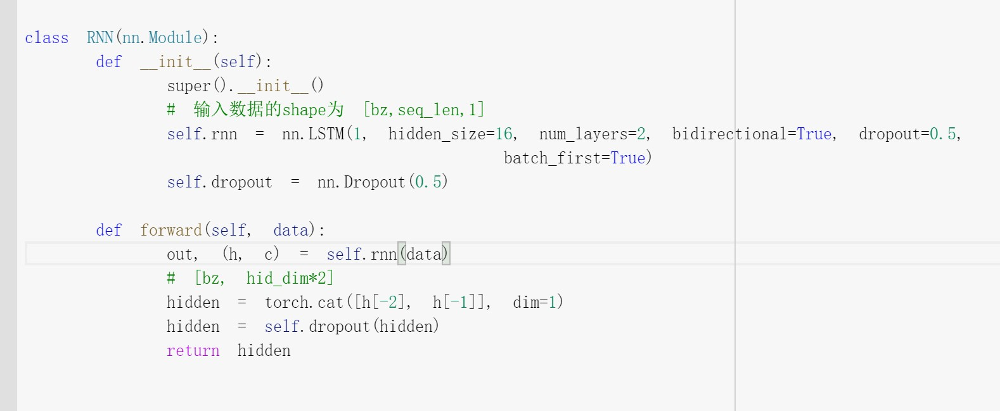 class RNN(nn.Module):
def __init__(self):
super().__init__()
# 输入数据的shape为 [bz,seq_len,1]
self.rnn = nn.LSTM(1, hidden_size=16, num_layers=2, bidirectional=True, dropout=0.5,
batch_first=True)
self.dropout = nn.Dropout(0.5)
def forward(self, data):
out, (h, c) = self.rnn(data)
# [bz, hid_dim*2]
hidden = torch.cat([h[-2], h[-1]], dim=1)
hidden = self.dropout(hidden)
return hidden